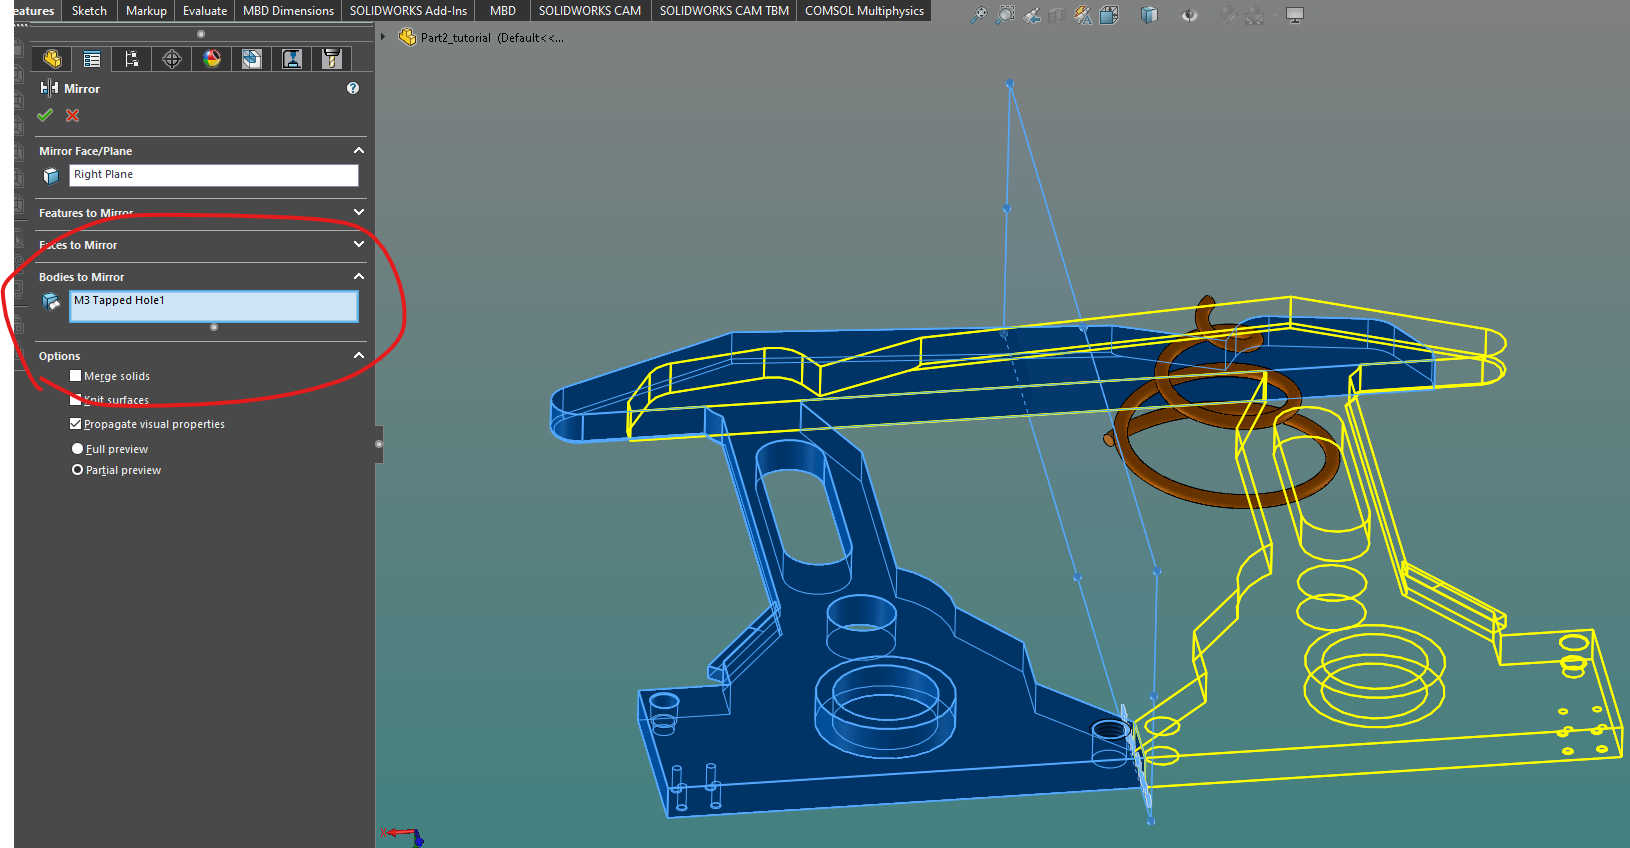 eatures Sketch Markup Evaluate MBD Dimensions SOLIDWORKS Add-Ins MBD SOLIDWORKS CAM SOLIDWORKS CAM TBM COMSOL Multiphysics
Part2_tutorial (Default<<...
Mirror
?
Mirror Face/Plane
Right Plane
Features to Mirror
Faces to Mirror
Bodies to Mirror
M3 Tapped Hole1
Options
Merge solids
Knit surfaces
Propagate visual properties
Full preview
Partial preview
X